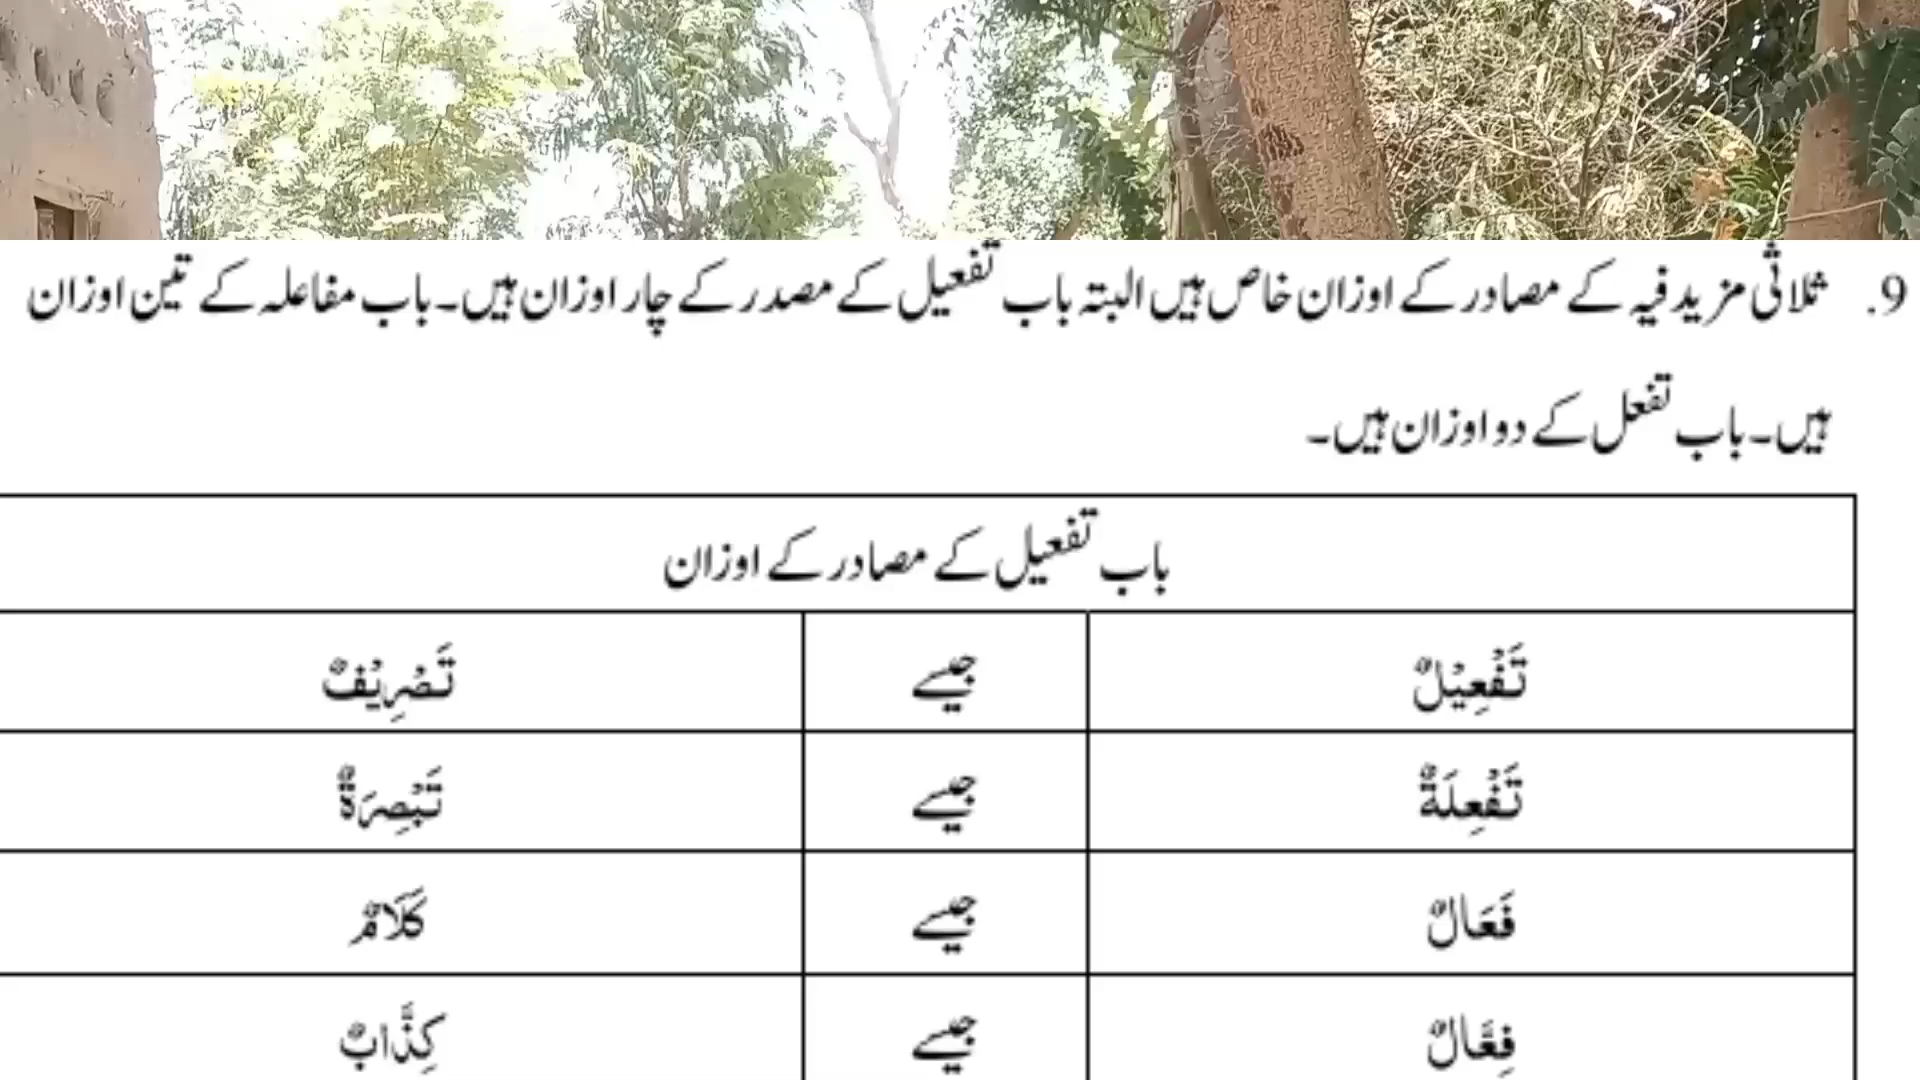 9. ثلاثی مزید فیہ کے مصادر کے اوزان خاص ہیں البتہ باب تفعیل کے مصدر کے چار اوزان ہیں۔ باب مفاعلہ کے تین اوزان
ہیں۔ باب تفعل کے دو اوزان ہیں۔
باب تفعیل کے مصادر کے اوزان
تَفْعِيْلٌ جیسے تَصْرِيْفٌ
تَفْعِلَةٌ جیسے تَبْصِرَةٌ
فَعَالٌ جیسے كَلَامٌ
فِعَّالٌ جیسے كِذَّابٌ